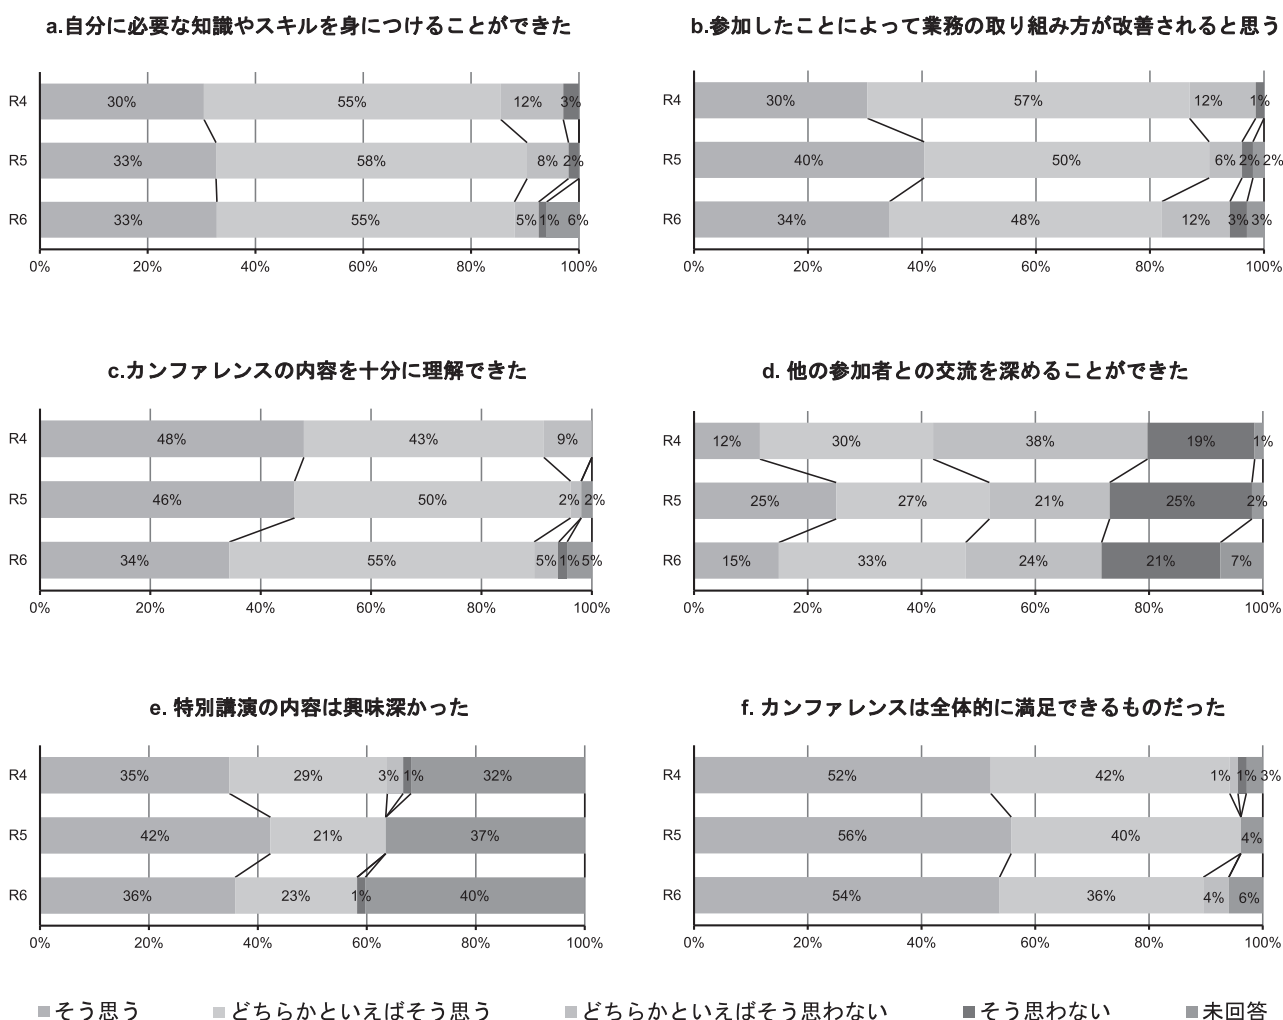 a.自分に必要な知識やスキルを身につけることができた
R4 30% 55% 12% 3%
R5 33% 58% 8% 2%
R6 33% 55% 5% 1% 6%
0% 20% 40% 60% 80% 100%
b.参加したことによって業務の取り組み方が改善されると思う
R4 30% 57% 12% 1%
R5 40% 50% 6% 2% 2%
R6 34% 48% 12% 3% 3%
0% 20% 40% 60% 80% 100%
c.カンファレンスの内容を十分に理解できた
R4 48% 43% 9%
R5 46% 50% 2% 2%
R6 34% 55% 5% 1% 5%
0% 20% 40% 60% 80% 100%
d. 他の参加者との交流を深めることができた
R4 12% 30% 38% 19% 1%
R5 25% 27% 21% 25% 2%
R6 15% 33% 24% 21% 7%
0% 20% 40% 60% 80% 100%
e. 特別講演の内容は興味深かった
R4 35% 29% 3% 1% 32%
R5 42% 21% 37%
R6 36% 23% 1% 40%
0% 20% 40% 60% 80% 100%
f. カンファレンスは全体的に満足できるものだった
R4 52% 42% 1% 1% 3%
R5 56% 40% 4%
R6 54% 36% 4% 6%
0% 20% 40% 60% 80% 100%
そう思う どちらかといえばそう思う どちらかといえばそう思わない そう思わない 未回答